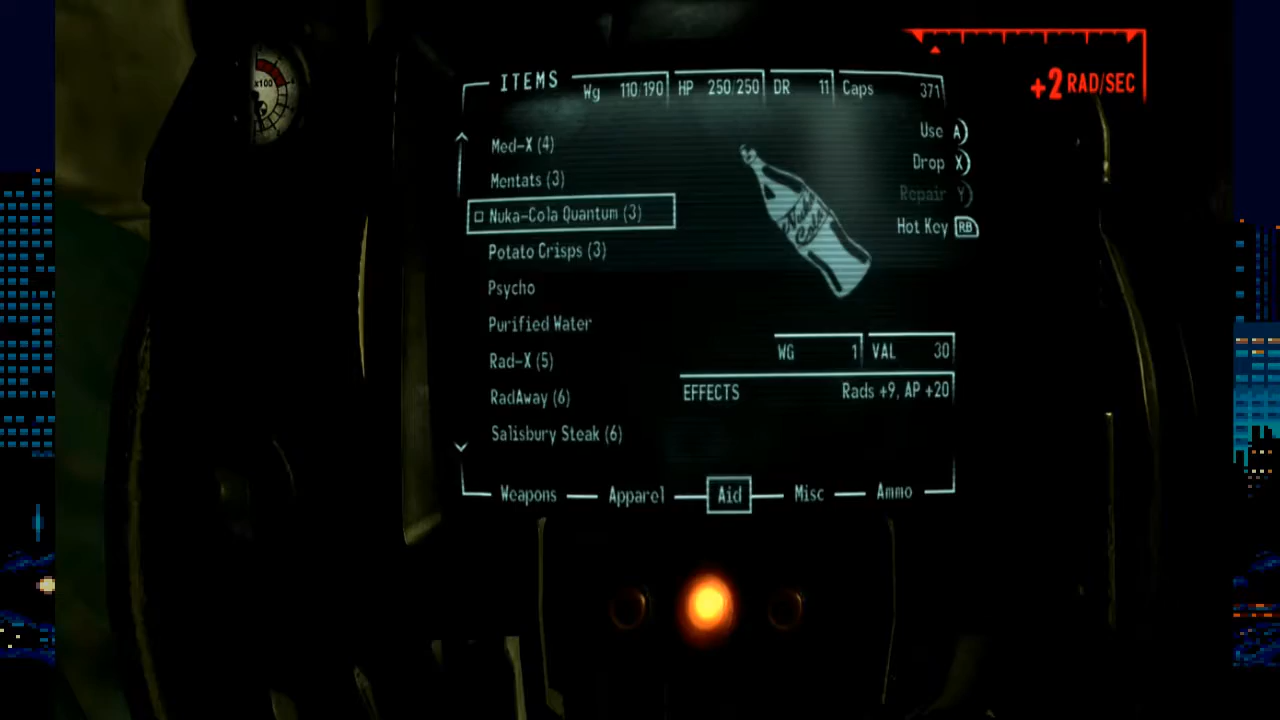 +2 RAD/SEC
x100
ITEMS Wg 110/190 HP 250/250 DR 11 Caps 371
Med-X (4)
Mentats (3)
Nuka-Cola Quantum (3)
Potato Crisps (3)
Psycho
Purified Water
Rad-X (5)
RadAway (6)
Salisbury Steak (6)
Nuka
Cola
Use A)
Drop X)
Repair Y)
Hot Key RB
WG 1 VAL 30
EFFECTS Rads +9, AP +20
Weapons Apparel Aid Misc Ammo